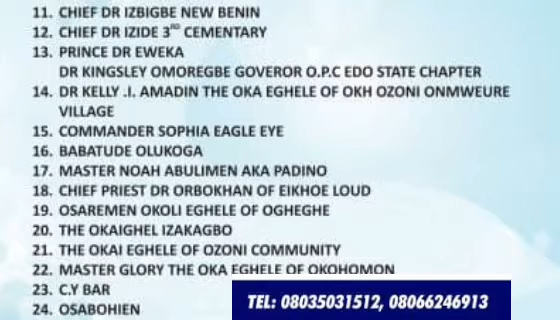 11. CHIEF DR IZBIGBE NEW BENIN
12. CHIEF DR IZIDE 3RD CEMENTARY
13. PRINCE DR EWEKA
DR KINGSLEY OMOREGBE GOVEROR O.P.C EDO STATE CHAPTER
14. DR KELLY .I. AMADIN THE OKA EGHELE OF OKH OZONI ONMWEURE
VILLAGE
15. COMMANDER SOPHIA EAGLE EYE
16. BABATUDE OLUKOGA
17. MASTER NOAH ABULIMEN AKA PADINO
18. CHIEF PRIEST DR ORBOKHAN OF EIKHOE LOUD
19. OSAREMEN OKOLI EGHELE OF OGHEGHE
20. THE OKAIGHEL IZAKAGBO
21. THE OKAI EGHELE OF OZONI COMMUNITY
22. MASTER GLORY THE OKA EGHELE OF OKOHOMON
23. C.Y BAR
24. OSABOHIEN
TEL: 08035031512, 08066246913